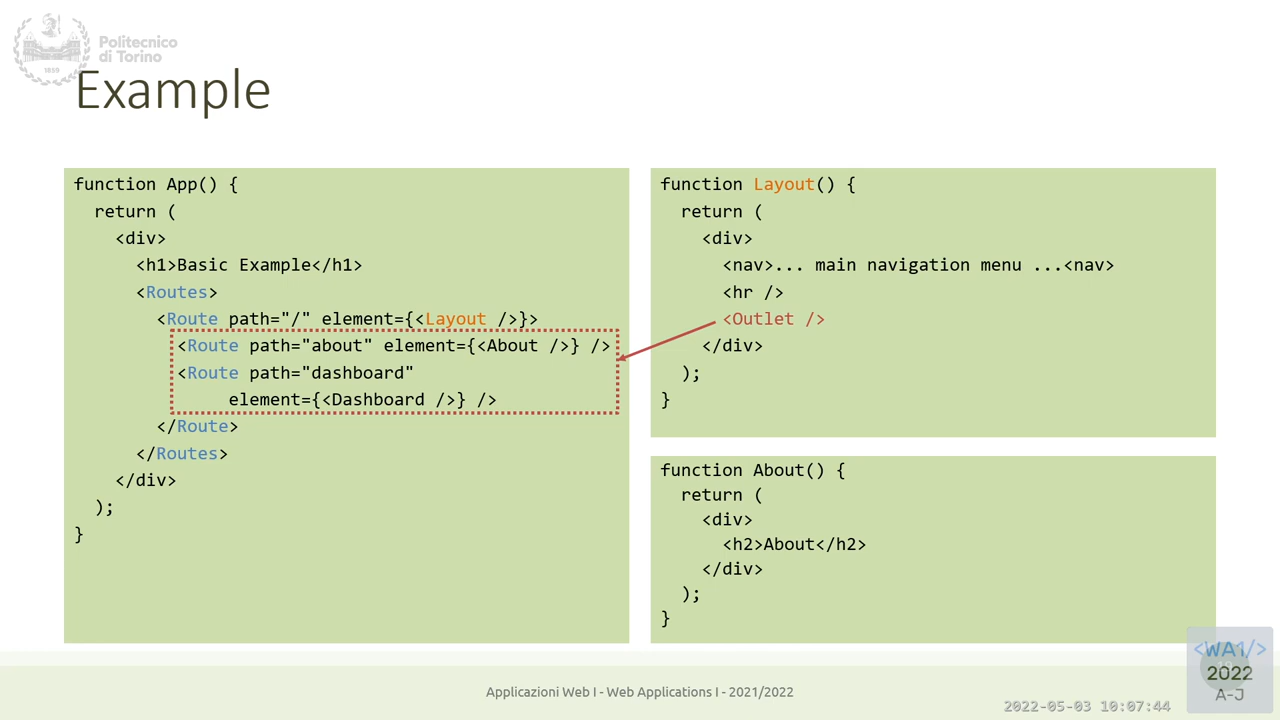 Politecnico
di Torino
1859
Example
function App() {
  return (
    <div>
      <h1>Basic Example</h1>
      <Routes>
        <Route path="/" element={<Layout />}>
          <Route path="about" element={<About />} />
          <Route path="dashboard"
               element={<Dashboard />} />
        </Route>
      </Routes>
    </div>
  );
}
function Layout() {
  return (
    <div>
      <nav>... main navigation menu ...<nav>
      <hr />
      <Outlet />
    </div>
  );
}
function About() {
  return (
    <div>
      <h2>About</h2>
    </div>
  );
}
Applicazioni Web I - Web Applications I - 2021/2022
2022-05-03 10:07:44
<WA1/>
2022
A-J